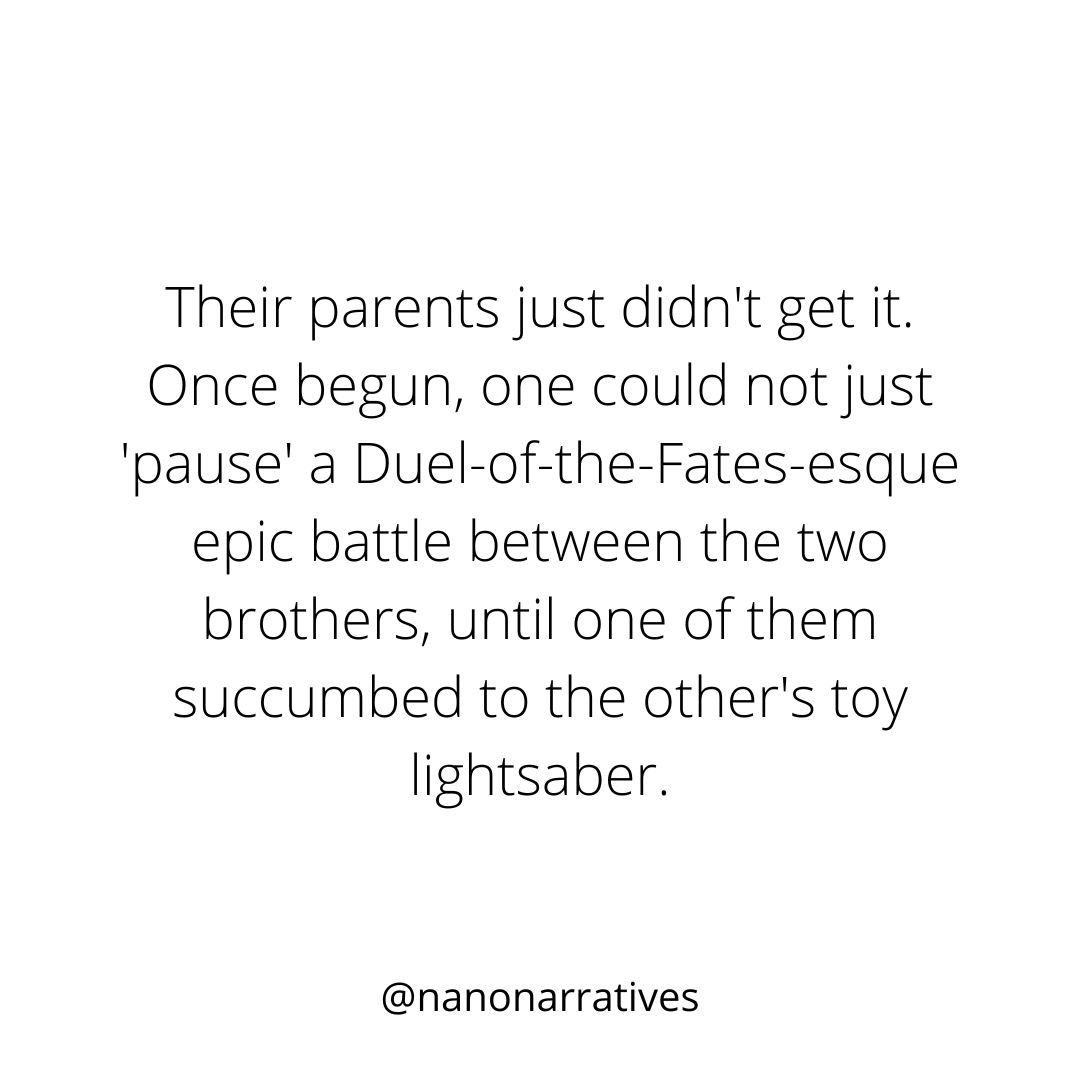 Their parents just didn't get it.
Once begun, one could not just
'pause' a Duel-of-the-Fates-esque
epic battle between the two
brothers, until one of them
succumbed to the other's toy
lightsaber.
@nanonarratives